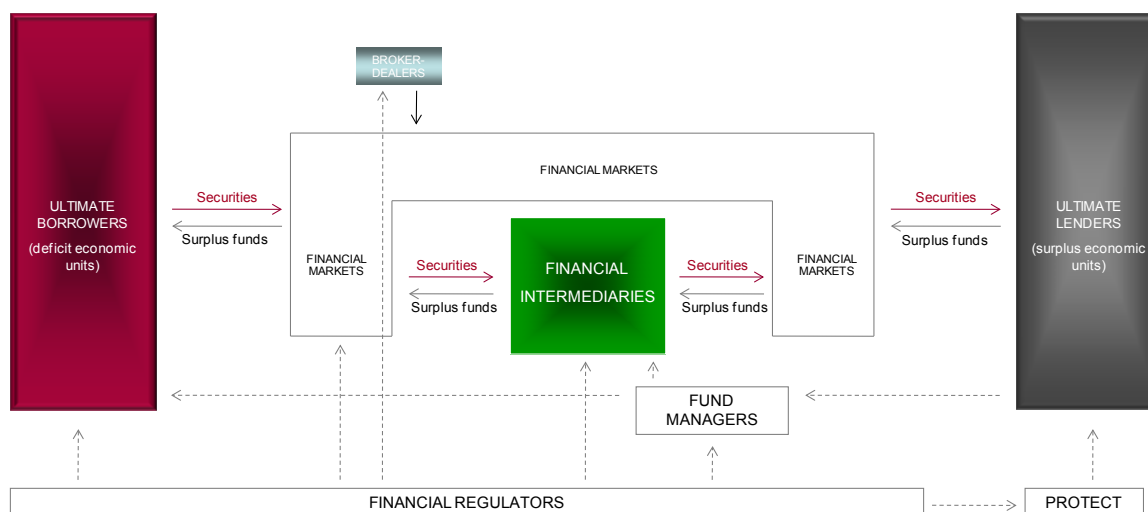 BROKER-
DEALERS
FINANCIAL MARKETS
ULTIMATE
BORROWERS
(deficit economic
units)
Securities
Surplus funds
FINANCIAL
MARKETS
Securities
Surplus funds
FINANCIAL
INTERMEDIARIES
Securities
Surplus funds
FINANCIAL
MARKETS
Securities
Surplus funds
ULTIMATE
LENDERS
(surplus economic
units)
FUND
MANAGERS
FINANCIAL REGULATORS
PROTECT